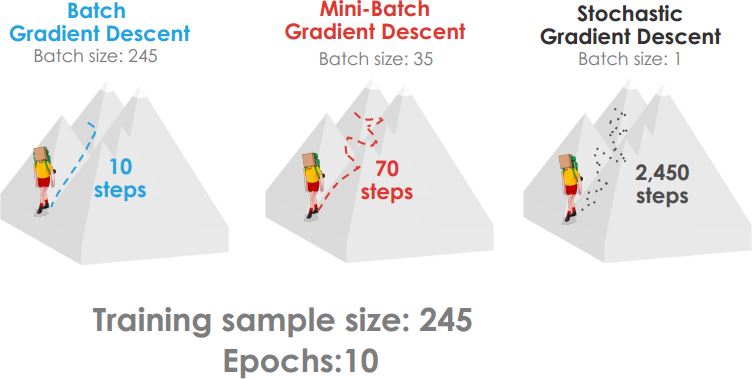 Batch
Gradient Descent
Batch size: 245
10
steps
Mini-Batch
Gradient Descent
Batch size: 35
70
steps
Stochastic
Gradient Descent
Batch size: 1
2,450
steps
Training sample size: 245
Epochs:10